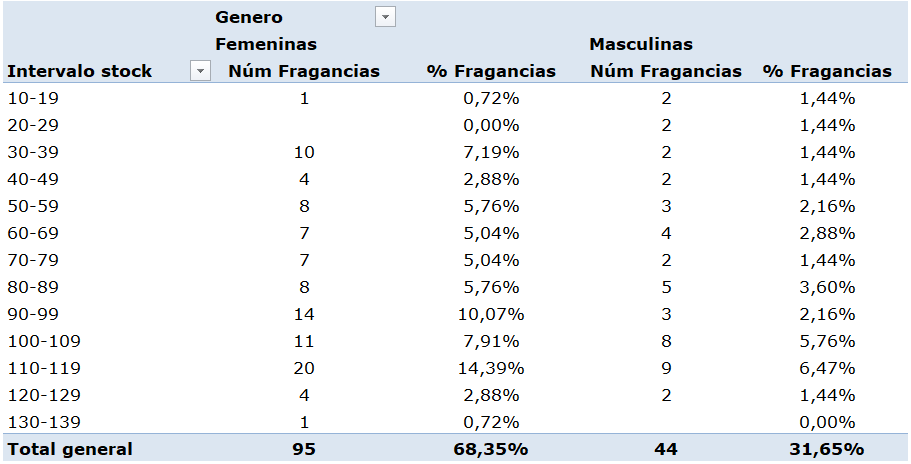 Genero
Femeninas Masculinas
Intervalo stock Núm Fragancias % Fragancias Núm Fragancias % Fragancias
10-19 1 0,72% 2 1,44%
20-29 0,00% 2 1,44%
30-39 10 7,19% 2 1,44%
40-49 4 2,88% 2 1,44%
50-59 8 5,76% 3 2,16%
60-69 7 5,04% 4 2,88%
70-79 7 5,04% 2 1,44%
80-89 8 5,76% 5 3,60%
90-99 14 10,07% 3 2,16%
100-109 11 7,91% 8 5,76%
110-119 20 14,39% 9 6,47%
120-129 4 2,88% 2 1,44%
130-139 1 0,72% 0,00%
Total general 95 68,35% 44 31,65%